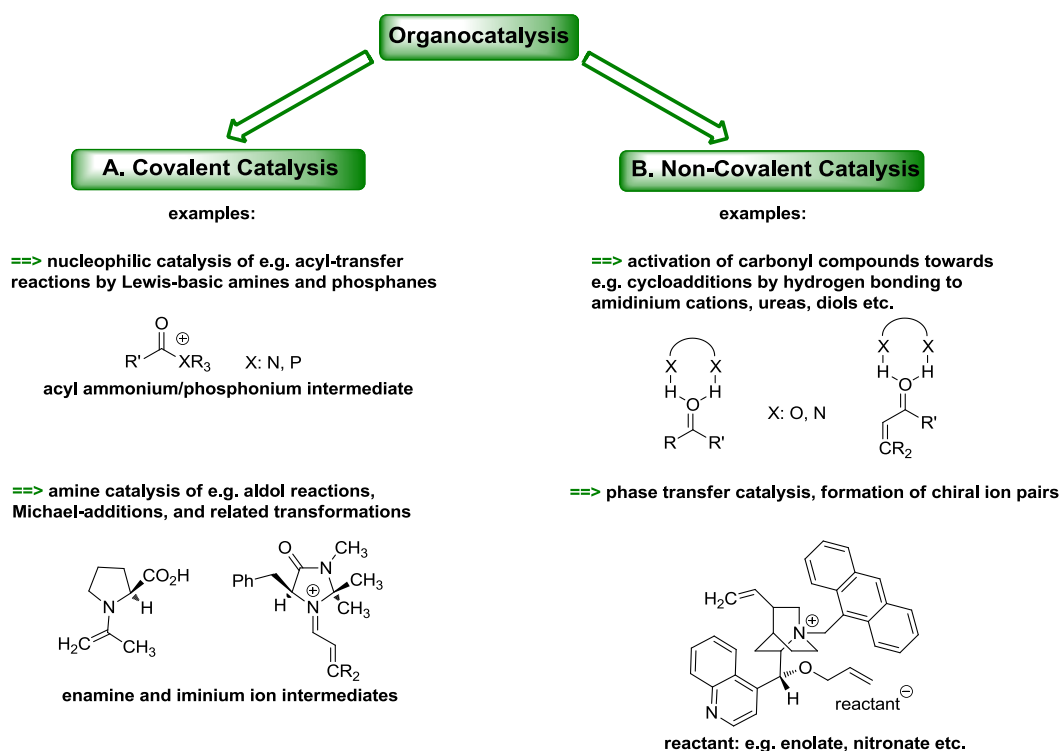 Organocatalysis
A. Covalent Catalysis
examples:
==> nucleophilic catalysis of e.g. acyl-transfer
reactions by Lewis-basic amines and phosphanes
O
⊕
R' XR3 X: N, P
acyl ammonium/phosphonium intermediate
==> amine catalysis of e.g. aldol reactions,
Michael-additions, and related transformations
CO2H
H
N
H2C CH3
O CH3
N
Ph CH3
⊕
H N CH3
CR2
enamine and iminium ion intermediates
B. Non-Covalent Catalysis
examples:
==> activation of carbonyl compounds towards
e.g. cycloadditions by hydrogen bonding to
amidinium cations, ureas, diols etc.
X X
H H
O
R R'
X: O, N
X X
H H
O
R'
CR2
==> phase transfer catalysis, formation of chiral ion pairs
H2C
⊕
N
O
H
N
reactant⊖
reactant: e.g. enolate, nitronate etc.